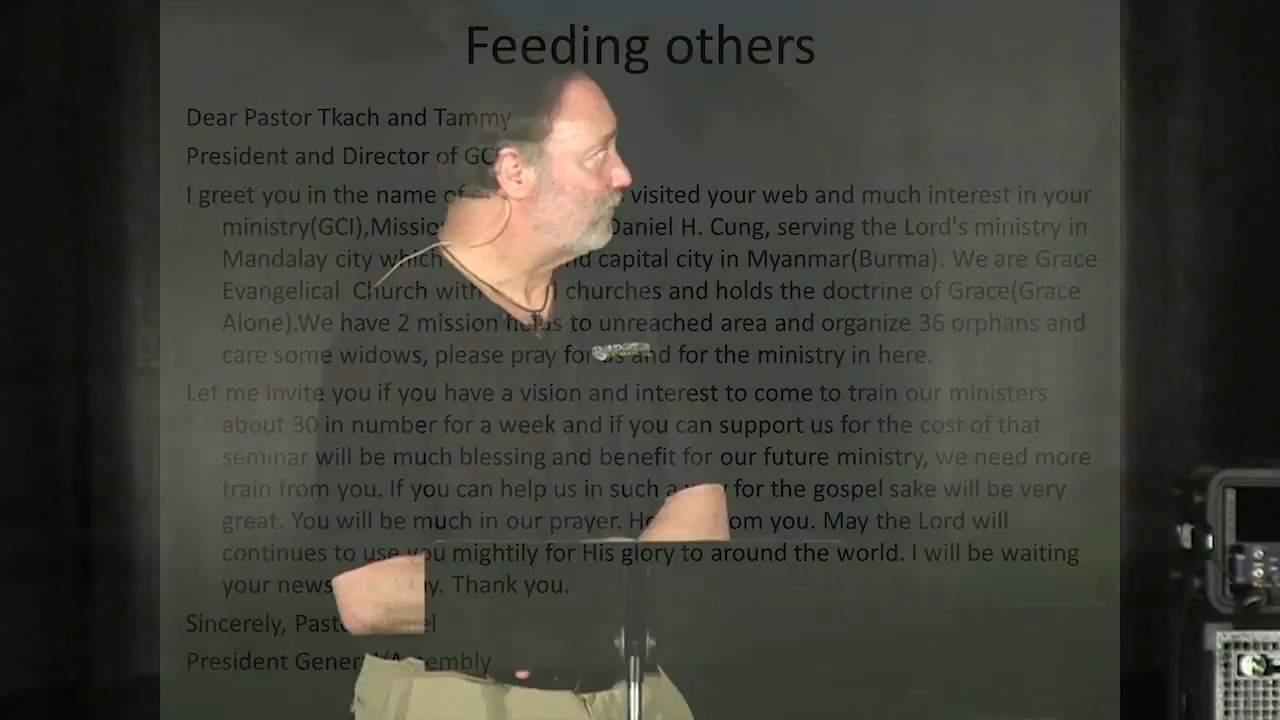 Feeding others
Dear Pastor Tkach and Tammy
President and Director of GCI
I greet you in the name of visited your web and much interest in your
ministry(GCI),Mission Daniel H. Cung, serving the Lord's ministry in
Mandalay city which capital city in Myanmar(Burma). We are Grace
Evangelical Church with churches and holds the doctrine of Grace(Grace
Alone).We have 2 mission fields to unreached area and organize 36 orphans and
care some widows, please pray for us and for the ministry in here.
Let me invite you if you have a vision and interest to come to train our ministers
about 30 in number for a week and if you can support us for the cost of that
seminar will be much blessing and benefit for our future ministry, we need more
train from you. If you can help us in such a way for the gospel sake will be very
great. You will be much in our prayer. from you. May the Lord will
continues to use you mightily for His glory to around the world. I will be waiting
your news Thank you.
Sincerely, Pastor
President General/Assembly